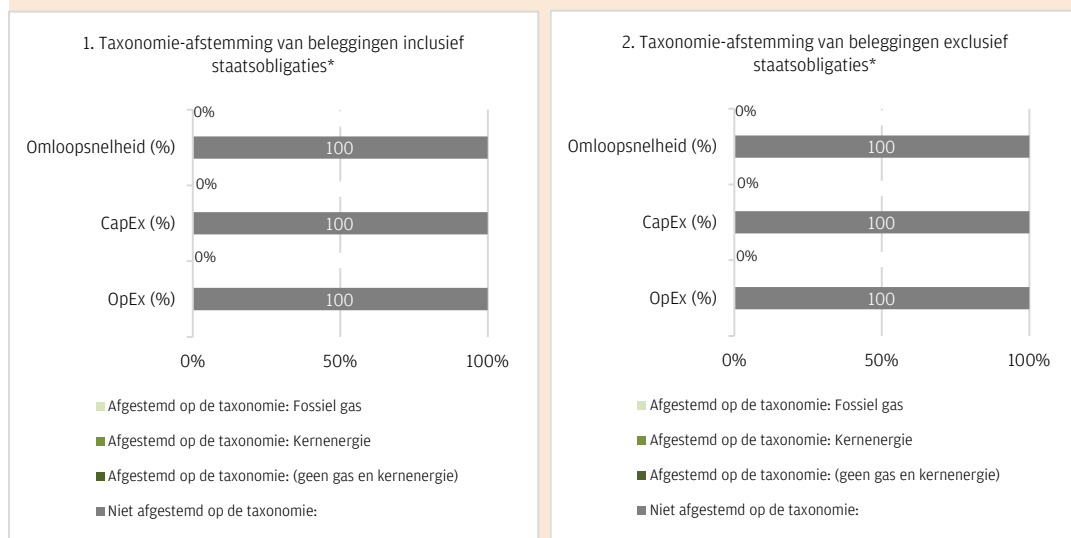 1. Taxonomie-afstemming van beleggingen inclusief
staatsobligaties*
0%
Omloopsnelheid (%)
100
0%
CapEx (%)
100
0%
OpEx (%)
100
0%
50%
100%
Afgestemd op de taxonomie: Fossiel gas
Afgestemd op de taxonomie: Kernenergie
Afgestemd op de taxonomie: (geen gas en kernenergie)
Niet afgestemd op de taxonomie:
2. Taxonomie-afstemming van beleggingen exclusief
staatsobligaties*
0%
Omloopsnelheid (%)
100
0%
CapEx (%)
100
0%
OpEx (%)
100
0%
50%
100%
Afgestemd op de taxonomie: Fossiel gas
Afgestemd op de taxonomie: Kernenergie
Afgestemd op de taxonomie: (geen gas en kernenergie)
Niet afgestemd op de taxonomie: